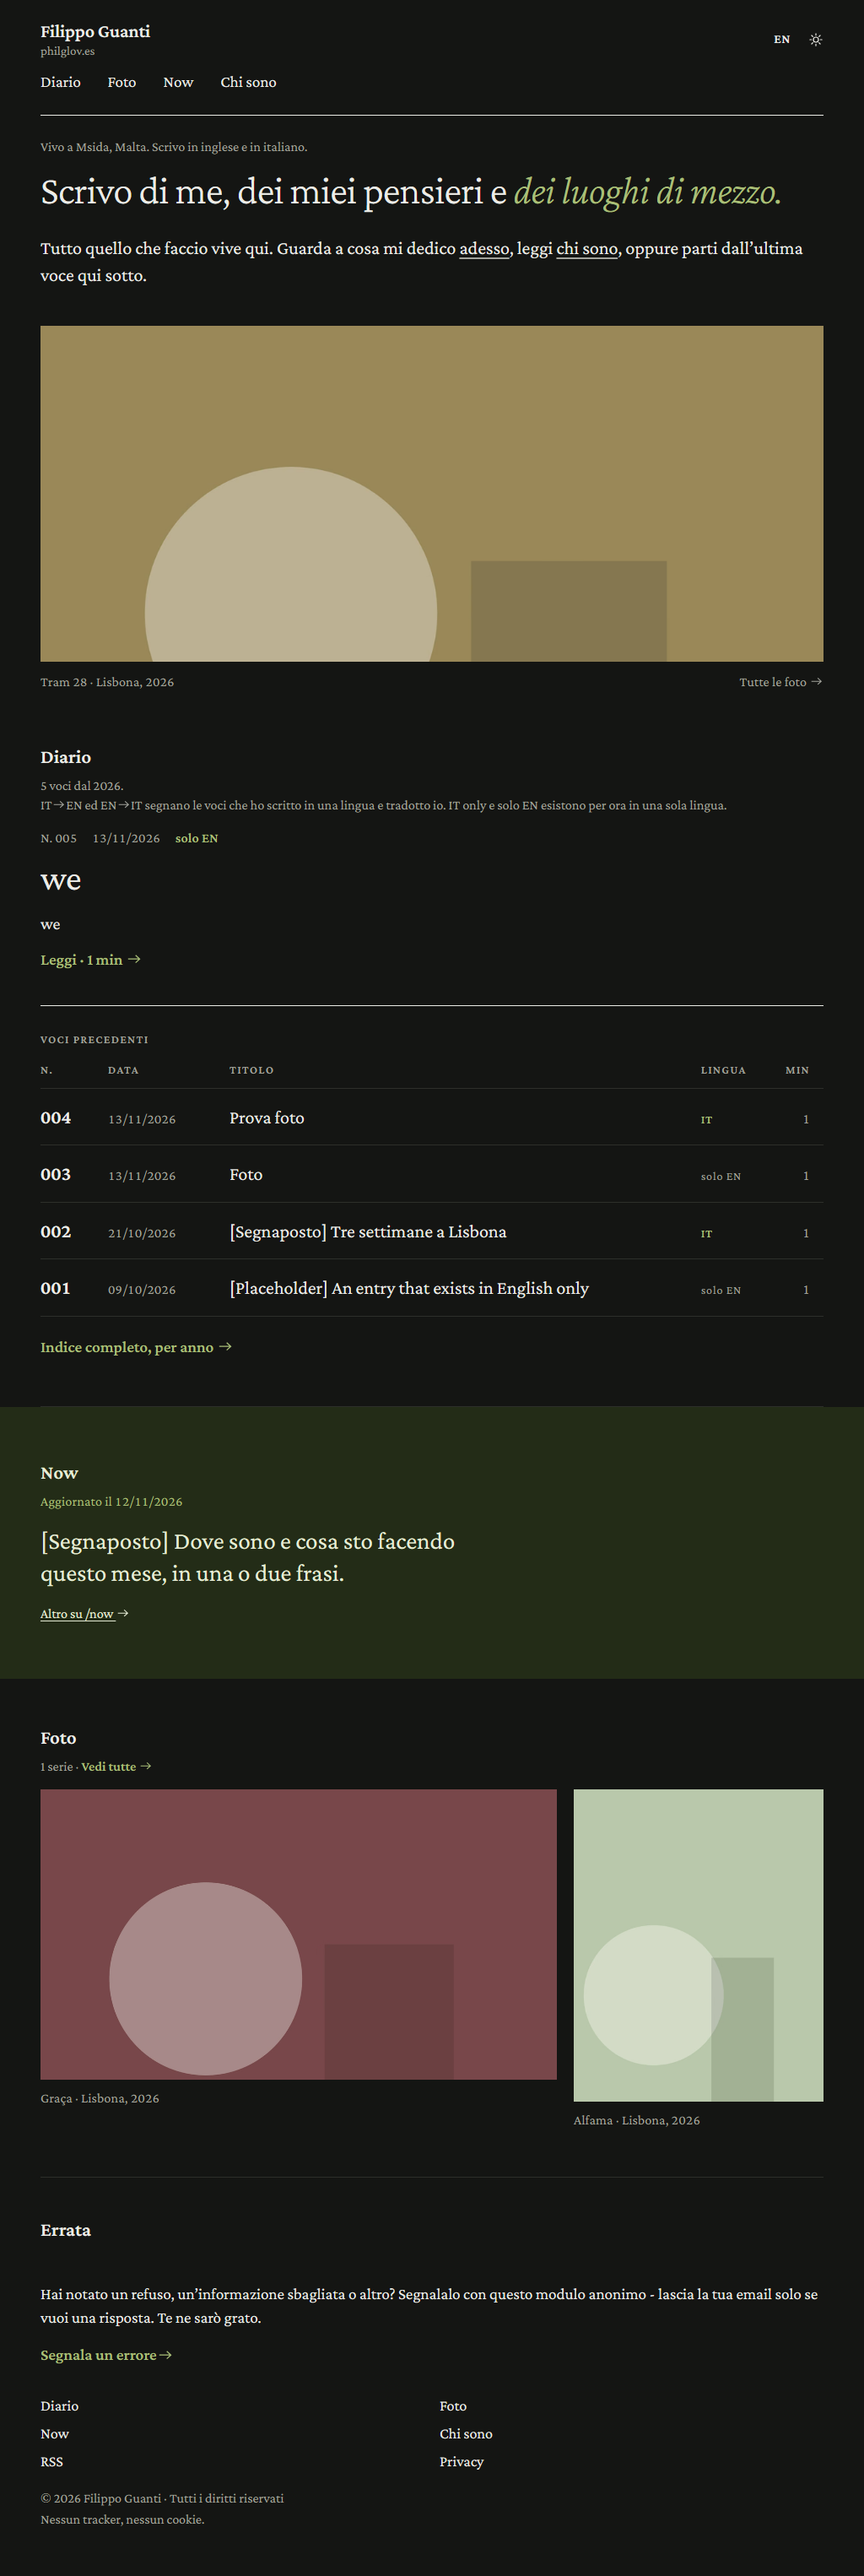 Filippo Guanti
philglov.es
EN
Diario Foto Now Chi sono
Vivo a Msida, Malta. Scrivo in inglese e in italiano.
Scrivo di me, dei miei pensieri e dei luoghi di mezzo.
Tutto quello che faccio vive qui. Guarda a cosa mi dedico adesso, leggi chi sono, oppure parti dall’ultima
voce qui sotto.
Tram 28 · Lisbona, 2026
Tutte le foto →
Diario
5 voci dal 2026.
IT→EN ed EN→IT segnano le voci che ho scritto in una lingua e tradotto io. IT only e solo EN esistono per ora in una sola lingua.
N. 005 13/11/2026 solo EN
we
we
Leggi · 1 min →
VOCI PRECEDENTI
N. DATA TITOLO LINGUA MIN
004 13/11/2026 Prova foto IT 1
003 13/11/2026 Foto solo EN 1
002 21/10/2026 [Segnaposto] Tre settimane a Lisbona IT 1
001 09/10/2026 [Placeholder] An entry that exists in English only solo EN 1
Indice completo, per anno →
Now
Aggiornato il 12/11/2026
[Segnaposto] Dove sono e cosa sto facendo
questo mese, in una o due frasi.
Altro su /now →
Foto
1 serie · Vedi tutte →
Graça · Lisbona, 2026
Alfama · Lisbona, 2026
Errata
Hai notato un refuso, un’informazione sbagliata o altro? Segnalalo con questo modulo anonimo - lascia la tua email solo se
vuoi una risposta. Te ne sarò grato.
Segnala un errore→
Diario Foto
Now Chi sono
RSS Privacy
© 2026 Filippo Guanti · Tutti i diritti riservati
Nessun tracker, nessun cookie.